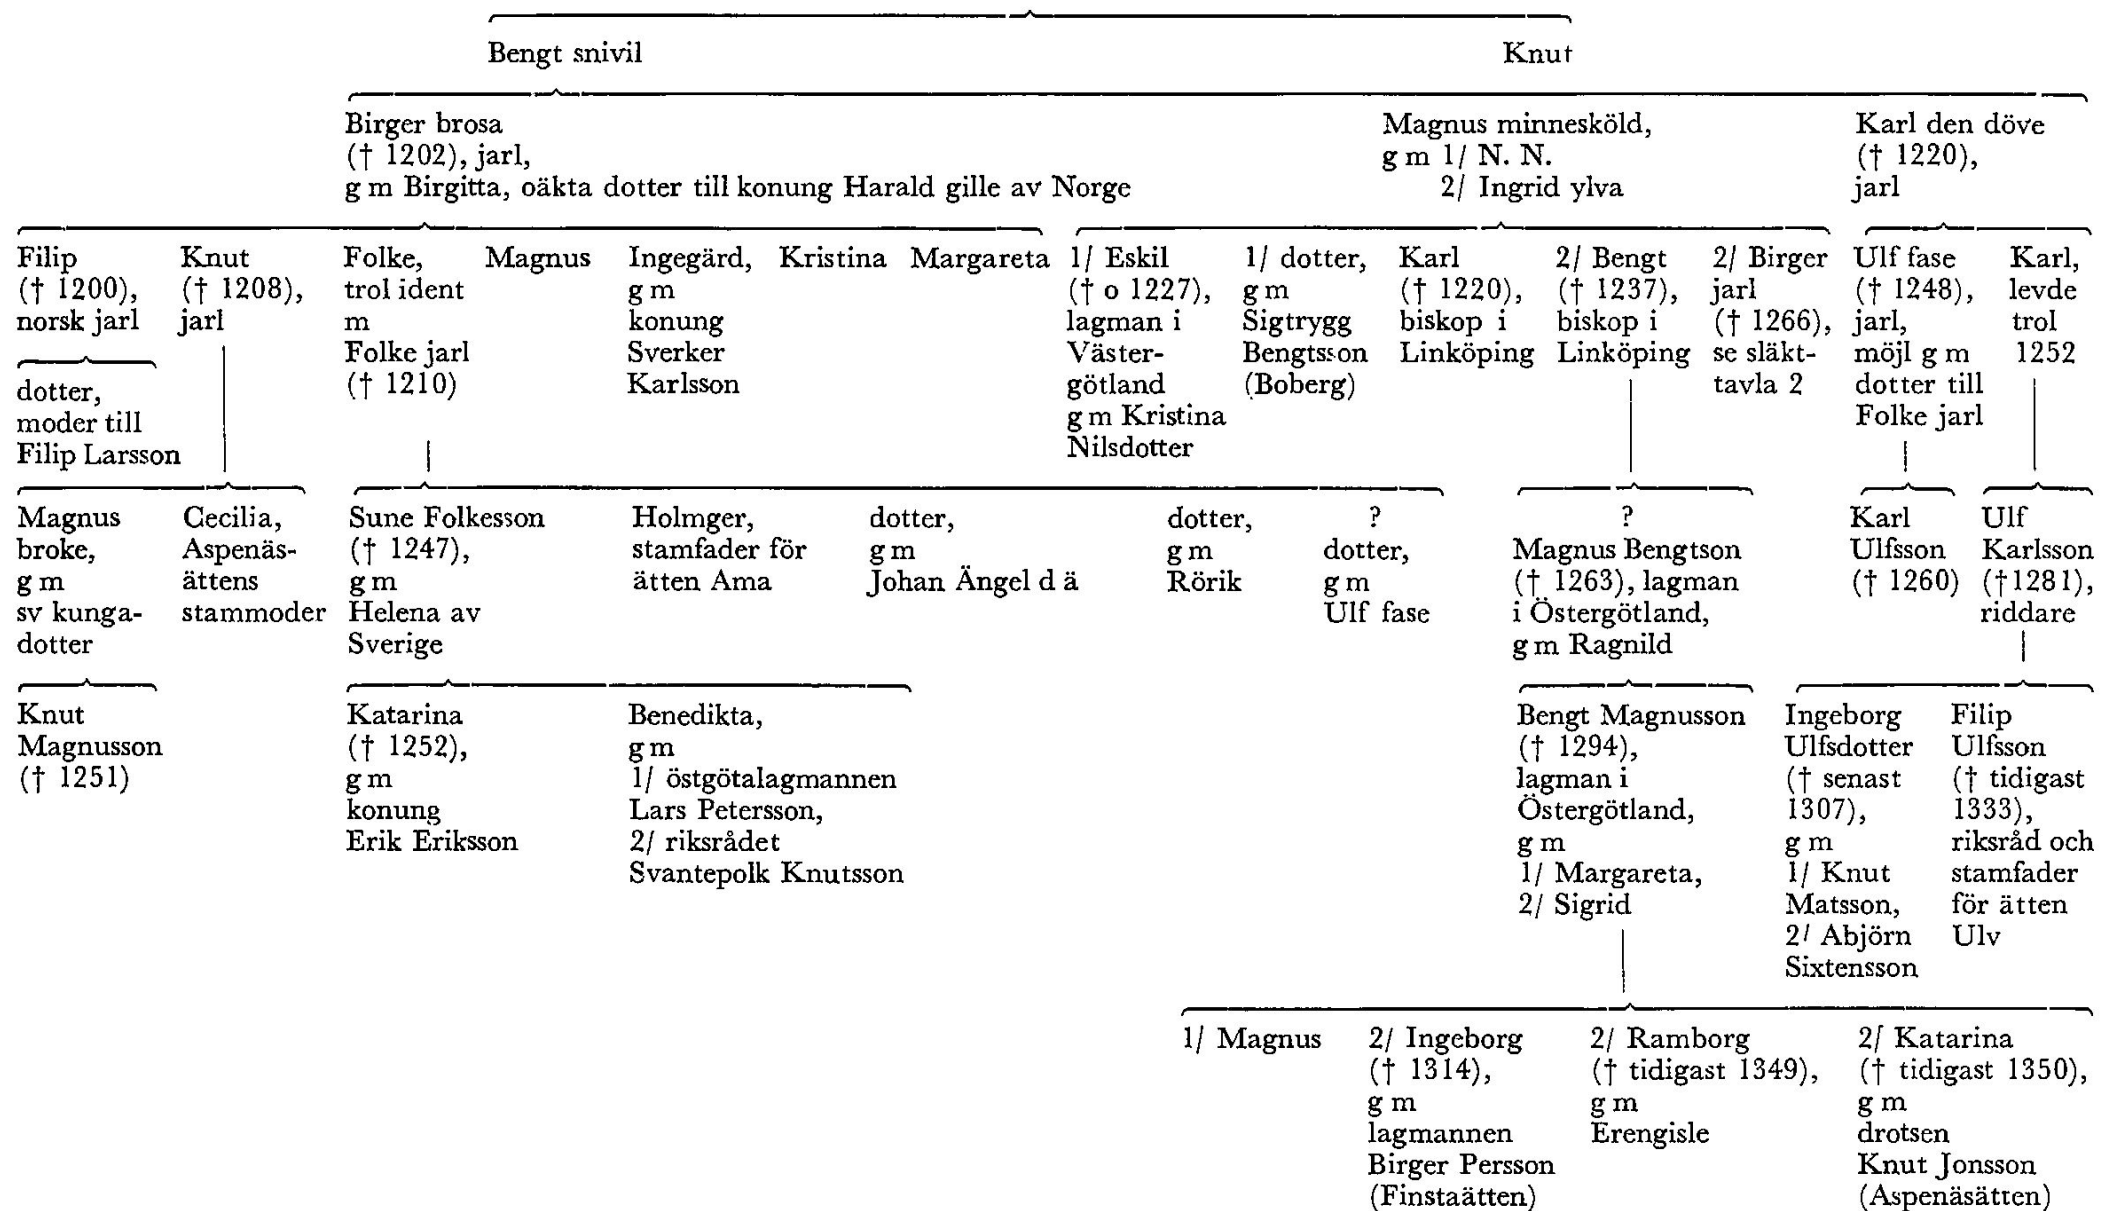 Bengt snivil
Knut
Birger brosa
(† 1202), jarl,
g m Birgitta, oäkta dotter till konung Harald gille av Norge
Magnus minnesköld,
g m 1/ N. N.
2/ Ingrid ylva
Karl den döve
(† 1220),
jarl
Filip
(† 1200),
norsk jarl
dotter,
moder till
Filip Larsson
Knut
(† 1208),
jarl
Folke,
trol ident
m
Folke jarl
(† 1210)
Magnus
Ingegärd,
g m
konung
Sverker
Karlsson
Kristina
Margareta
1/ Eskil
(† o 1227),
lagman i
Väster-
götland
g m Kristina
Nilsdotter
1/ dotter,
g m
Sigtrygg
Bengtsson
(Boberg)
Karl
(† 1220),
biskop i
Linköping
2/ Bengt
(† 1237),
biskop i
Linköping
2/ Birger
jarl
(† 1266),
se släkt-
tavla 2
Ulf fase
(† 1248),
jarl,
möjl g m
dotter till
Folke jarl
Karl,
levde
trol
1252
Magnus
broke,
g m
sv kunga-
dotter
Cecilia,
Aspenäs-
ättens
stammoder
Sune Folkesson
(† 1247),
g m
Helena av
Sverige
Holmger,
stamfader för
ätten Ama
dotter,
g m
Johan Ängel d ä
dotter,
g m
Rörik
?
dotter,
g m
Ulf fase
?
Magnus Bengtson
(† 1263), lagman
i Östergötland,
g m Ragnild
Karl
Ulfsson
(† 1260)
Ulf
Karlsson
(†1281),
riddare
Knut
Magnusson
(† 1251)
Katarina
(† 1252),
g m
konung
Erik Eriksson
Benedikta,
g m
1/ östgötalagmannen
Lars Petersson,
2/ riksrådet
Svantepolk Knutsson
Bengt Magnusson
(† 1294),
lagman i
Östergötland,
g m
1/ Margareta,
2/ Sigrid
Ingeborg
Ulfsdotter
(† senast
1307),
g m
1/ Knut
Matsson,
2/ Abjörn
Sixtensson
Filip
Ulfsson
(† tidigast
1333),
riksråd och
stamfader
för ätten
Ulv
1/ Magnus
2/ Ingeborg
(† 1314),
g m
lagmannen
Birger Persson
(Finstaätten)
2/ Ramborg
(† tidigast 1349),
g m
Erengisle
2/ Katarina
(† tidigast 1350),
g m
drotsen
Knut Jonsson
(Aspenäsätten)